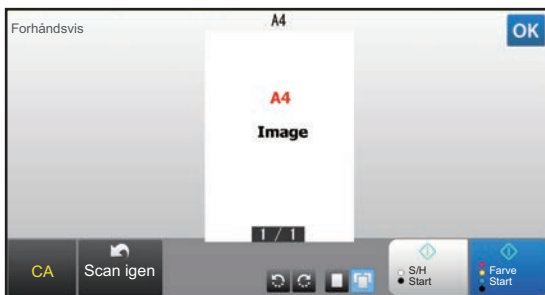 Forhåndsvis
A4
OK
A4
Image
1 / 1
CA
Scan igen
S/H
Start
Farve
Start